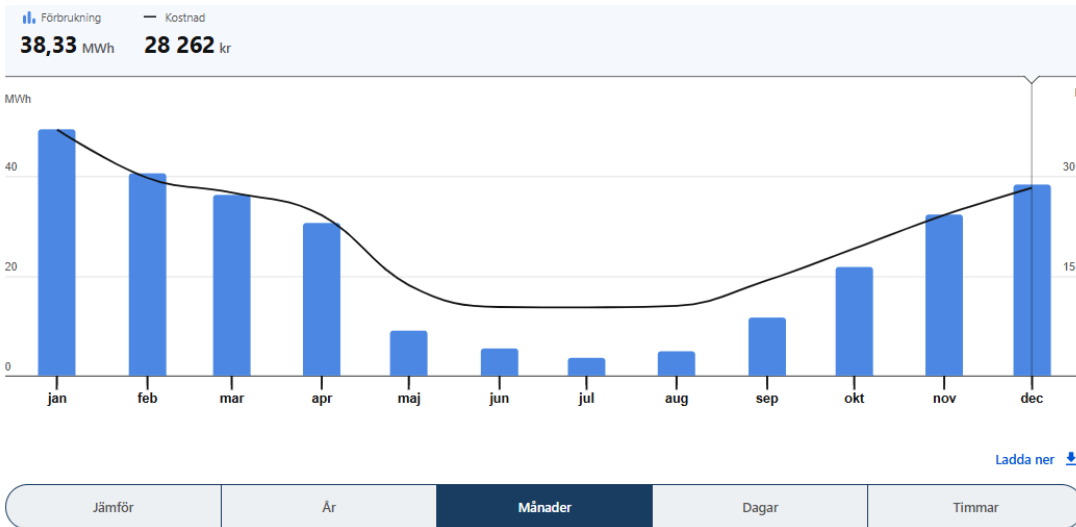 Förbrukning Kostnad
38,33 MWh 28 262 kr
MWh
40 30
20 15
0
jan feb mar apr maj jun jul aug sep okt nov dec
Ladda ner
Jämför År Månader Dagar Timmar